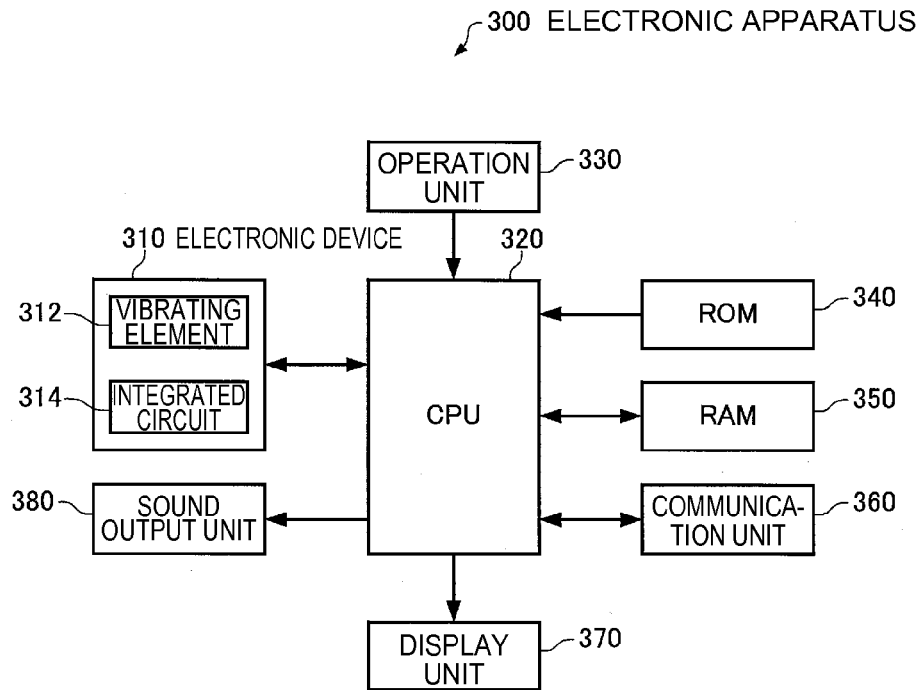 300 ELECTRONIC APPARATUS
OPERATION
UNIT
330
310 ELECTRONIC DEVICE
320
312
VIBRATING
ELEMENT
314
INTEGRATED
CIRCUIT
CPU
ROM
340
RAM
350
380
SOUND
OUTPUT UNIT
COMMUNICA-
TION UNIT
360
DISPLAY
UNIT
370